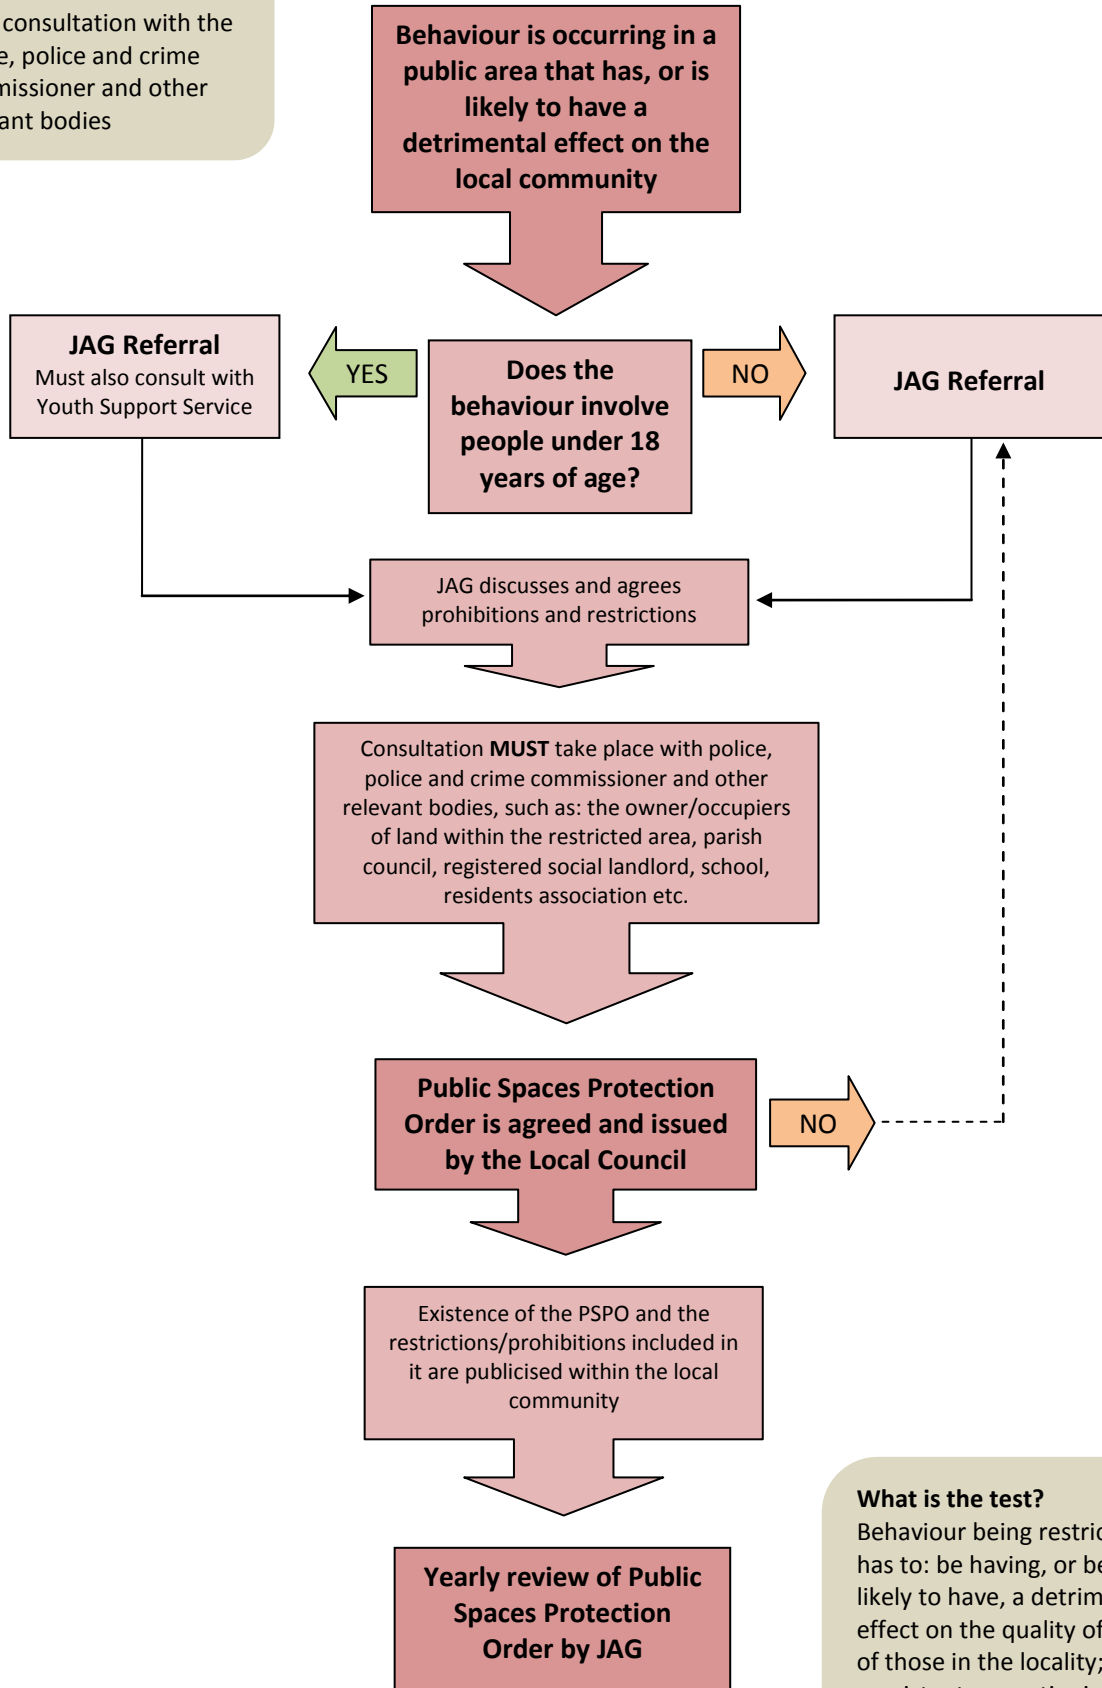 consultation with the
e, police and crime
missioner and other
ant bodies
Behaviour is occurring in a
public area that has, or is
likely to have a
detrimental effect on the
local community
JAG Referral
Must also consult with
Youth Support Service
YES
Does the
behaviour involve
people under 18
years of age?
NO
JAG Referral
JAG discusses and agrees
prohibitions and restrictions
Consultation MUST take place with police,
police and crime commissioner and other
relevant bodies, such as: the owner/occupiers
of land within the restricted area, parish
council, registered social landlord, school,
residents association etc.
Public Spaces Protection
Order is agreed and issued
by the Local Council
NO
Existence of the PSPO and the
restrictions/prohibitions included in
it are publicised within the local
community
Yearly review of Public
Spaces Protection
Order by JAG
What is the test?
Behaviour being restric
has to: be having, or be
likely to have, a detrim
effect on the quality of
of those in the locality;